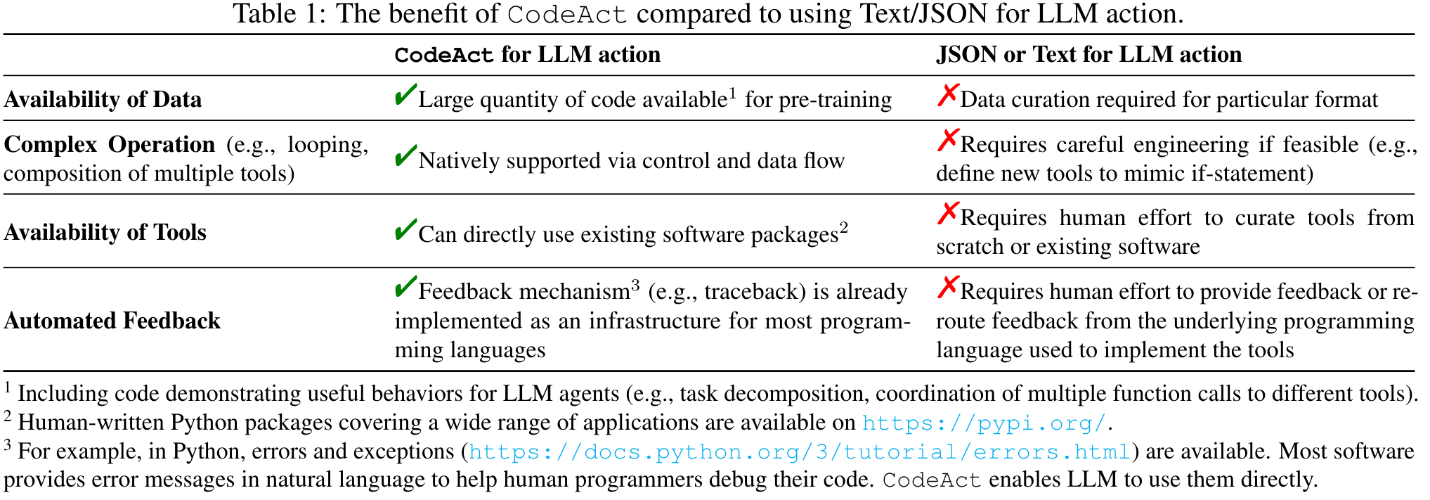 Table 1: The benefit of CodeAct compared to using Text/JSON for LLM action.
CodeAct for LLM action
JSON or Text for LLM action
Availability of Data
✔Large quantity of code available¹ for pre-training
✗Data curation required for particular format
Complex Operation (e.g., looping,
composition of multiple tools)
✔Natively supported via control and data flow
✗Requires careful engineering if feasible (e.g.,
define new tools to mimic if-statement)
Availability of Tools
✔Can directly use existing software packages²
✗Requires human effort to curate tools from
scratch or existing software
Automated Feedback
✔Feedback mechanism³ (e.g., traceback) is already
implemented as an infrastructure for most program-
ming languages
✗Requires human effort to provide feedback or re-
route feedback from the underlying programming
language used to implement the tools
¹ Including code demonstrating useful behaviors for LLM agents (e.g., task decomposition, coordination of multiple function calls to different tools).
² Human-written Python packages covering a wide range of applications are available on https://pypi.org/.
³ For example, in Python, errors and exceptions (https://docs.python.org/3/tutorial/errors.html) are available. Most software
provides error messages in natural language to help human programmers debug their code. CodeAct enables LLM to use them directly.